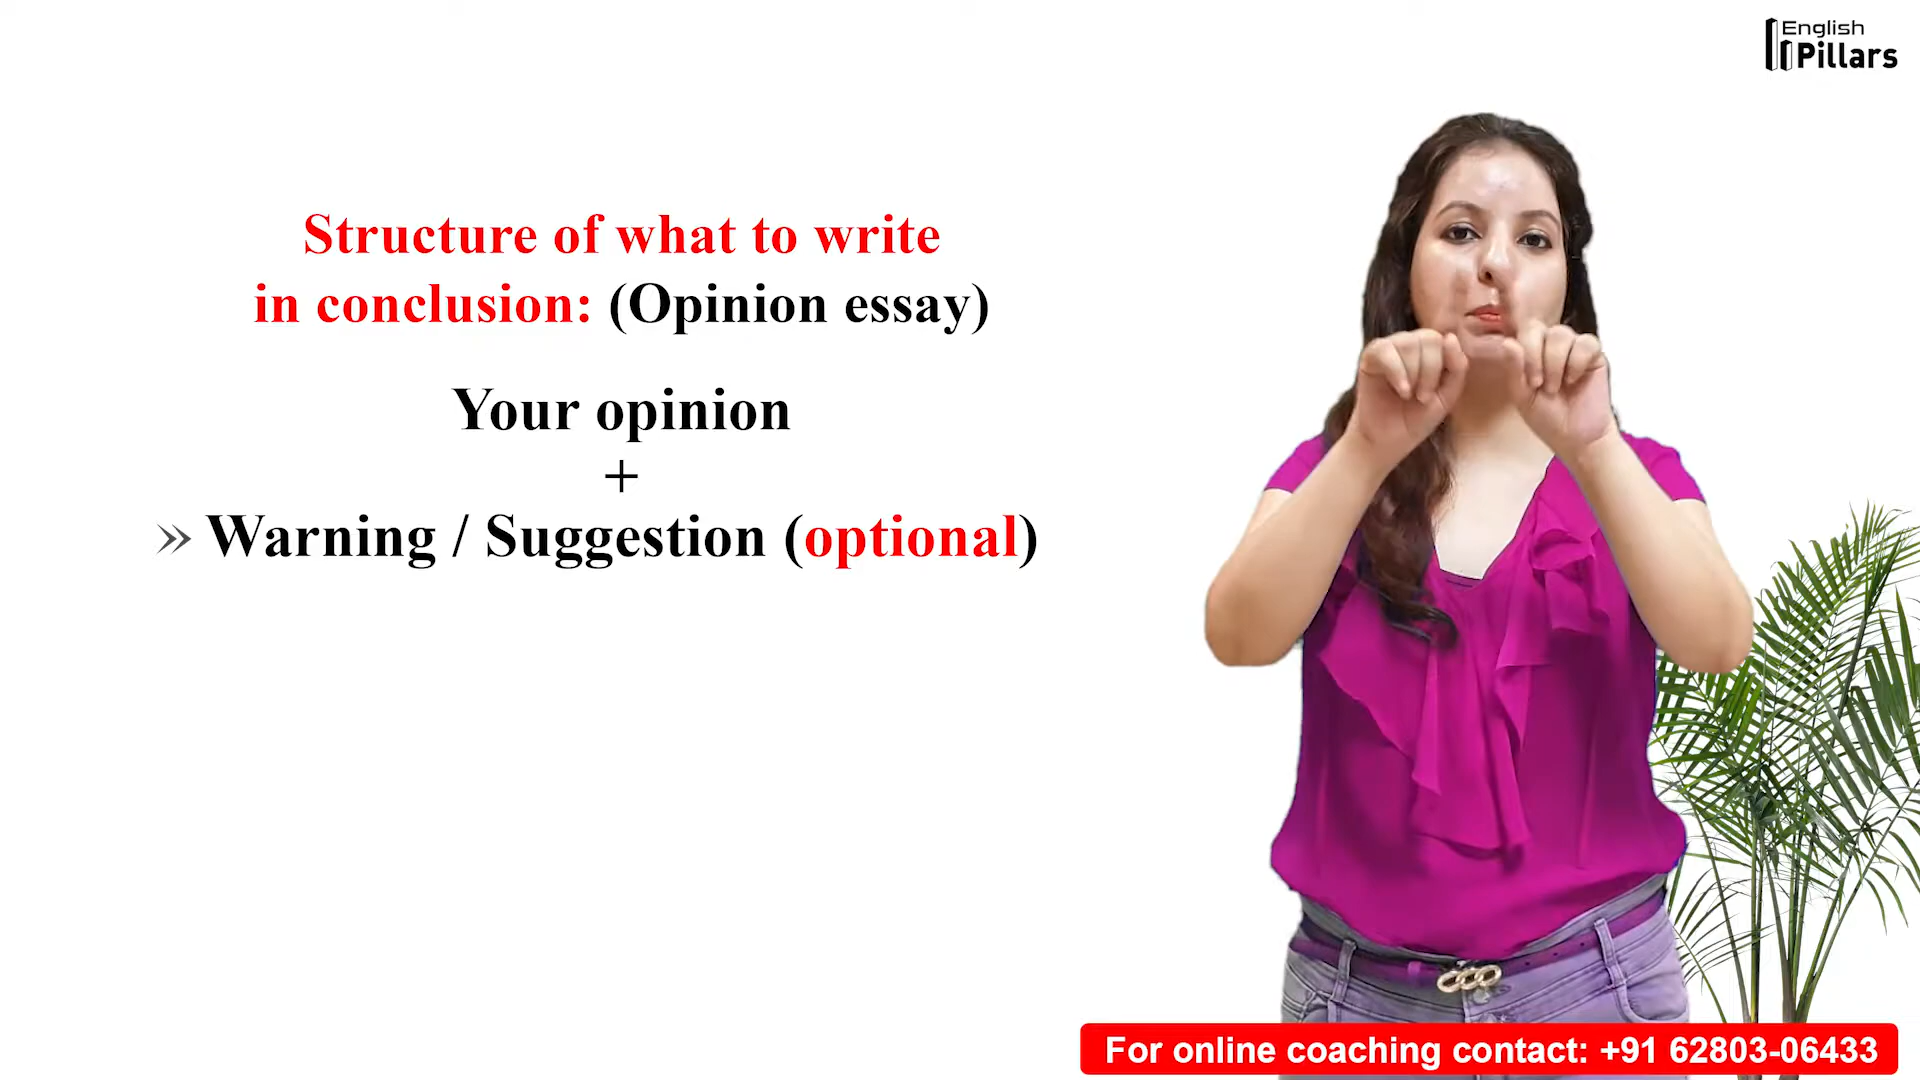 English
Pillars
Structure of what to write
in conclusion: (Opinion essay)
Your opinion
+
» Warning / Suggestion (optional)
For online coaching contact: +91 62803-06433